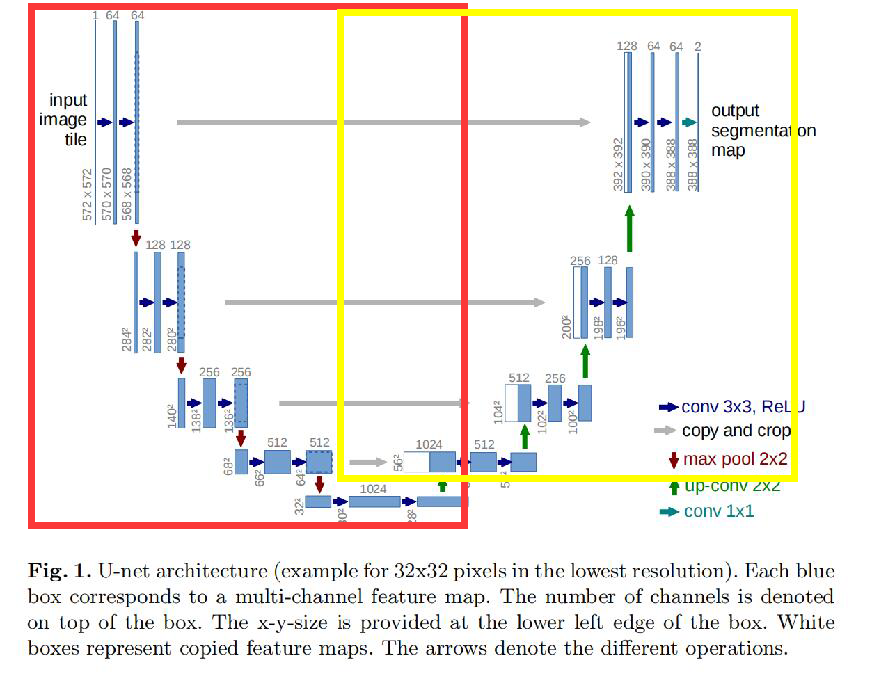 1 64 64
128 64 64 2
input
image
tile
output
segmentation
map
572 x 572
570 x 570
568 x 568
392 x 392
390 x 390
388 x 388
388 x 388
128 128
256 128
284²
282²
280²
200²
198²
196²
256 256
512 256
140²
138²
136²
104²
102²
100²
conv 3x3, ReLU
copy and crop
512 512
1024 512
68²
66²
64²
56²
max pool 2x2
up-conv 2x2
1024
32²
conv 1x1
Fig. 1. U-net architecture (example for 32x32 pixels in the lowest resolution). Each blue
box corresponds to a multi-channel feature map. The number of channels is denoted
on top of the box. The x-y-size is provided at the lower left edge of the box. White
boxes represent copied feature maps. The arrows denote the different operations.